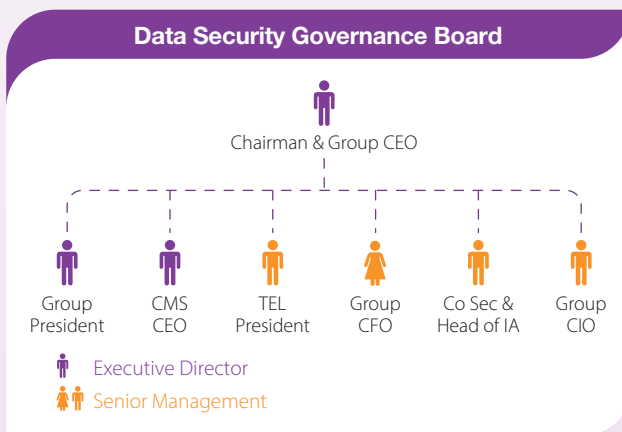 Data Security Governance Board
Chairman & Group CEO
Group President
CMS CEO
TEL President
Group CFO
Co Sec & Head of IA
Group CIO
Executive Director
Senior Management